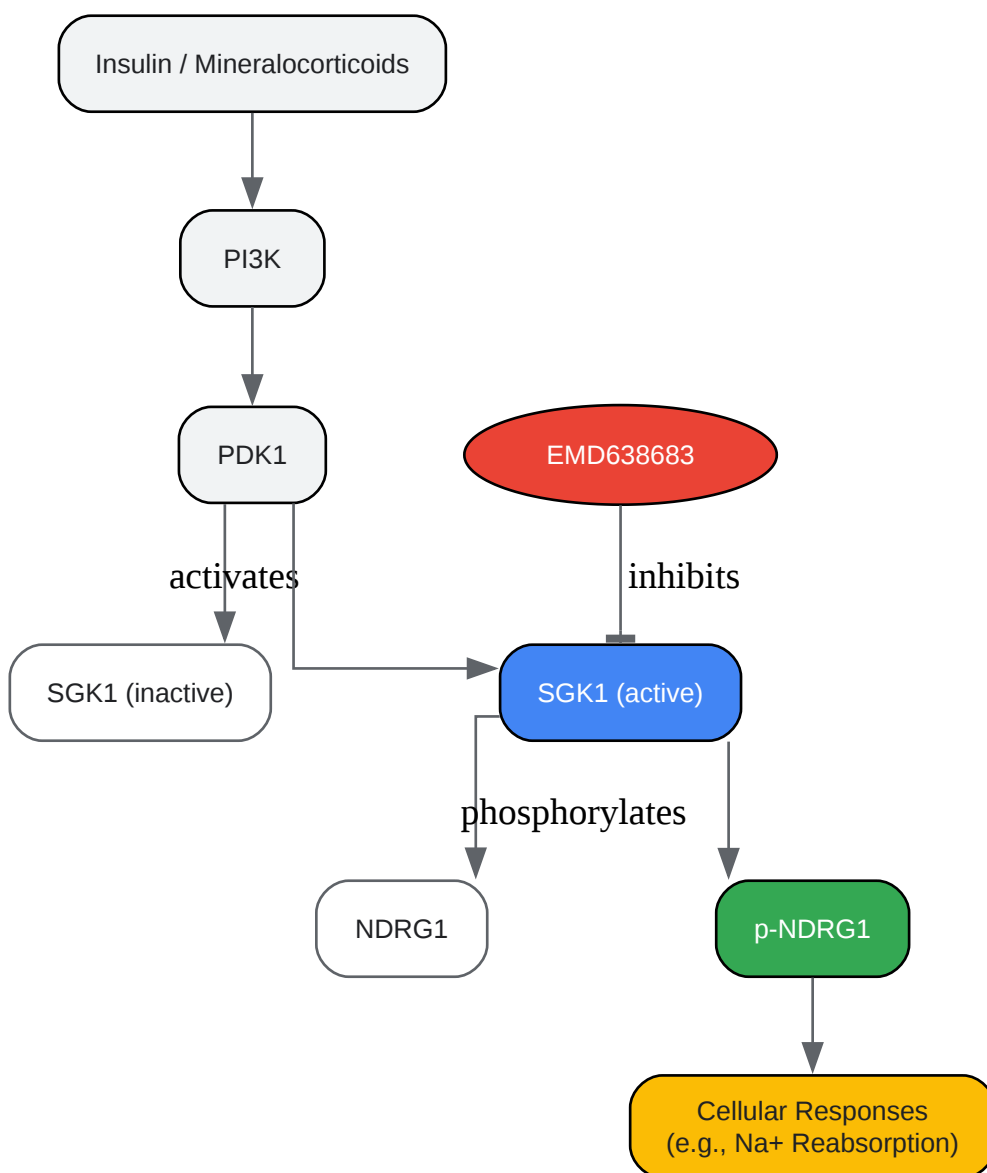 Insulin / Mineralocorticoids
PI3K
PDK1
EMD638683
activates
inhibits
SGK1 (inactive)
SGK1 (active)
phosphorylates
NDRG1
p-NDRG1
Cellular Responses
(e.g., Na+ Reabsorption)